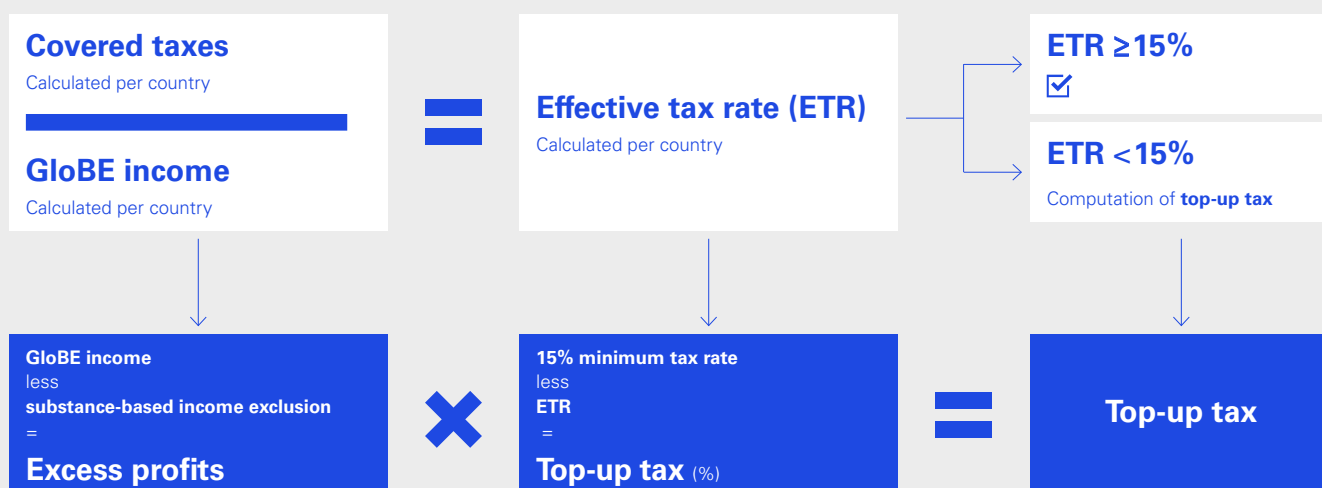 Covered taxes
Calculated per country
GloBE income
Calculated per country
=
Effective tax rate (ETR)
Calculated per country
ETR ≥15%
ETR <15%
Computation of top-up tax
GloBE income
less
substance-based income exclusion
=
Excess profits
×
15% minimum tax rate
less
ETR
=
Top-up tax (%)
=
Top-up tax